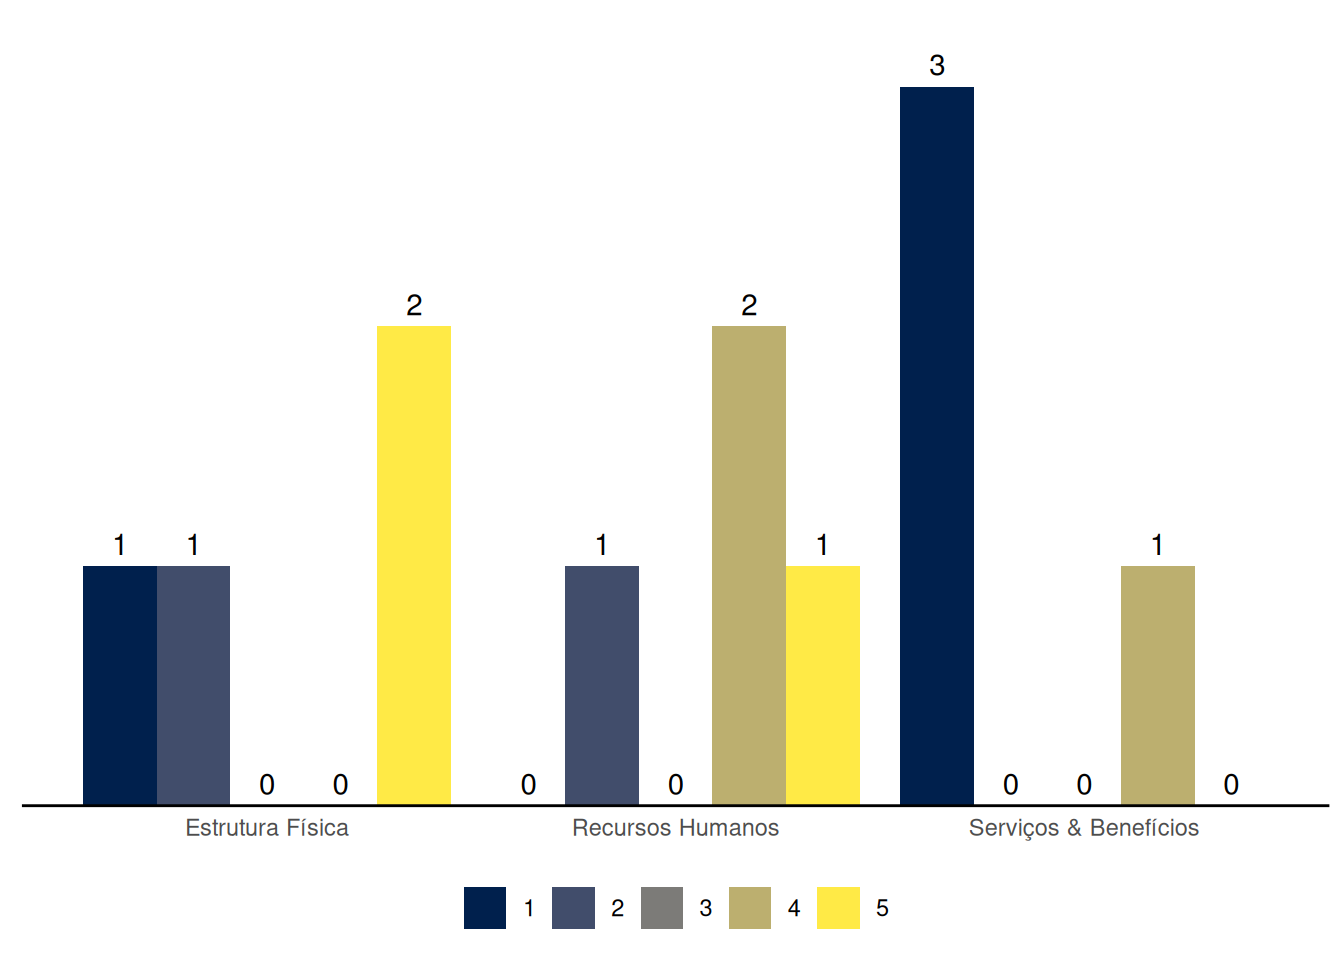 3
2 2
1 1 1 1 1
0 0 0 0 0 0 0
Estrutura Física Recursos Humanos Serviços & Benefícios
1 2 3 4 5